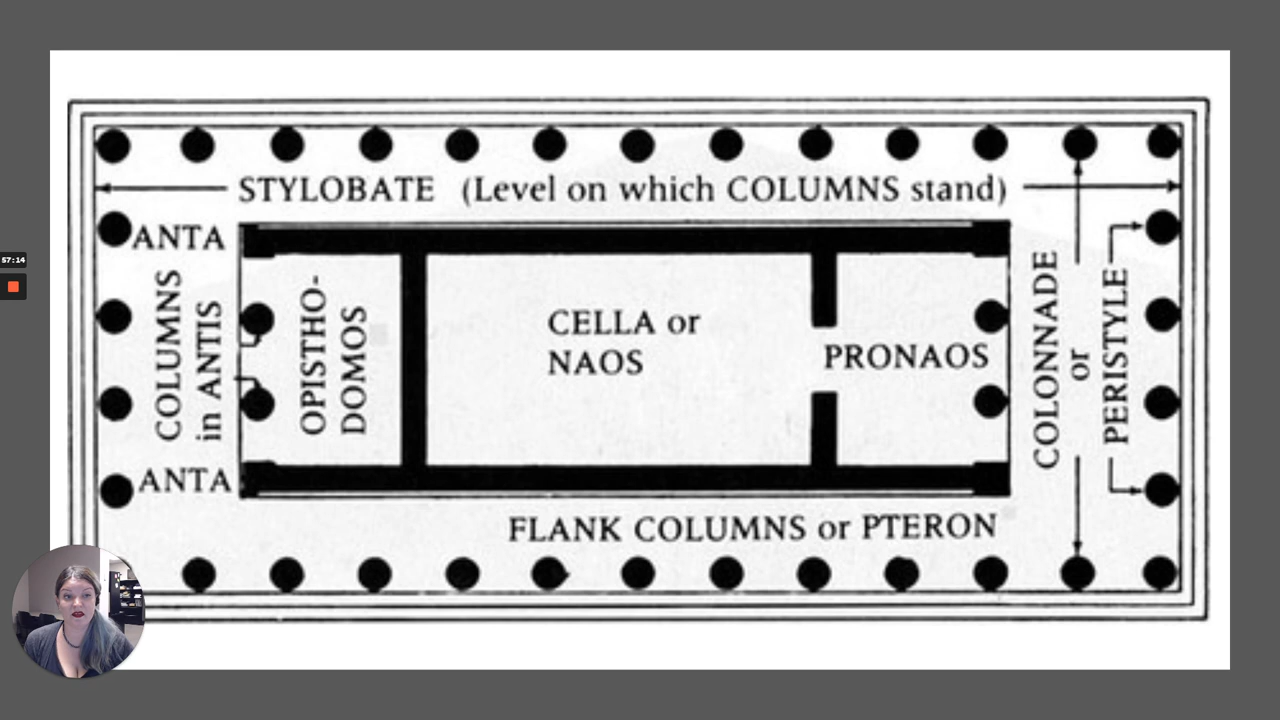 STYLOBATE (Level on which COLUMNS stand)
ANTA
COLUMNS
in ANTIS
OPISTHO-
DOMOS
CELLA or
NAOS
PRONAOS
COLONNADE
or
PERISTYLE
ANTA
FLANK COLUMNS or PTERON
57:14